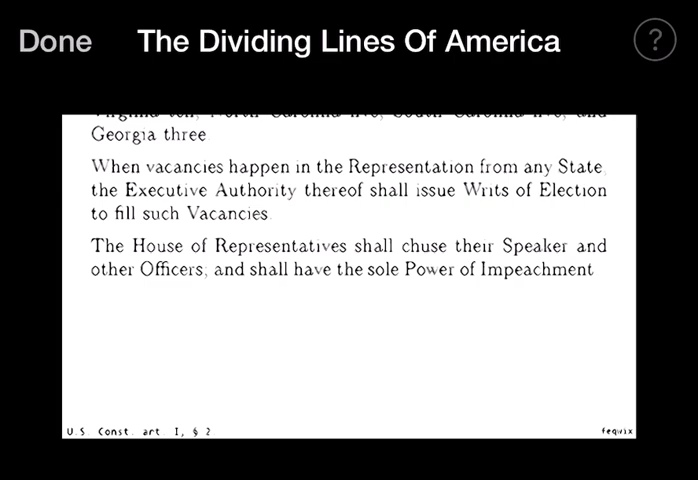 Done The Dividing Lines Of America ?
Georgia three
When vacancies happen in the Representation from any State,
the Executive Authority thereof shall issue Writs of Election
to fill such Vacancies.
The House of Representatives shall chuse their Speaker and
other Officers; and shall have the sole Power of Impeachment
U.S. Const. art. I, § 2. feqwix